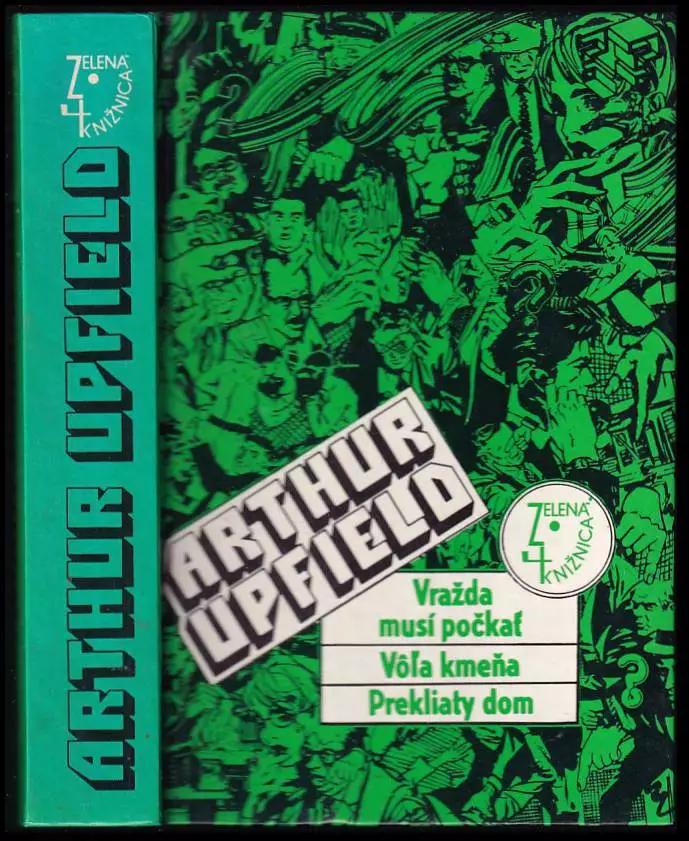 ZELENÁ
KNIŽNICA
ARTHUR UPFIELD
ARTHUR
UPFIELD
ZELENÁ
KNIŽNICA
Vražda
musí počkať
Vôľa kmeňa
Prekliaty dom